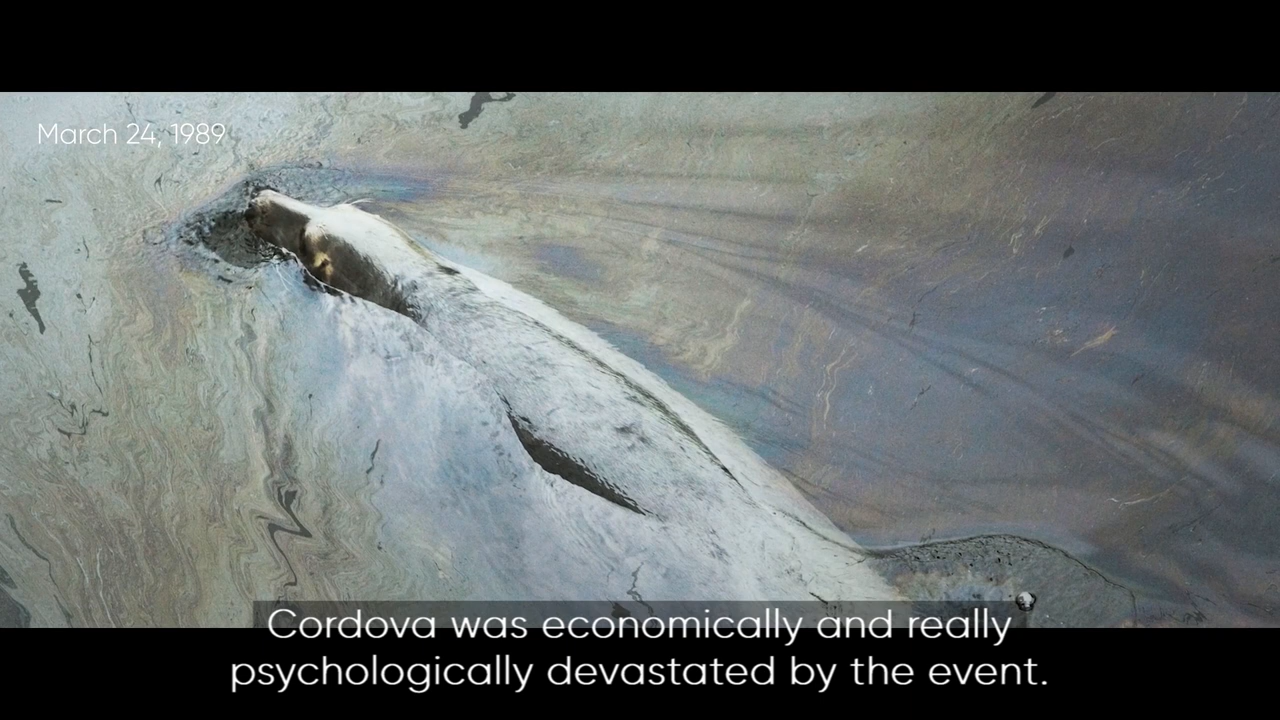 March 24, 1989
Cordova was economically and really
psychologically devastated by the event.